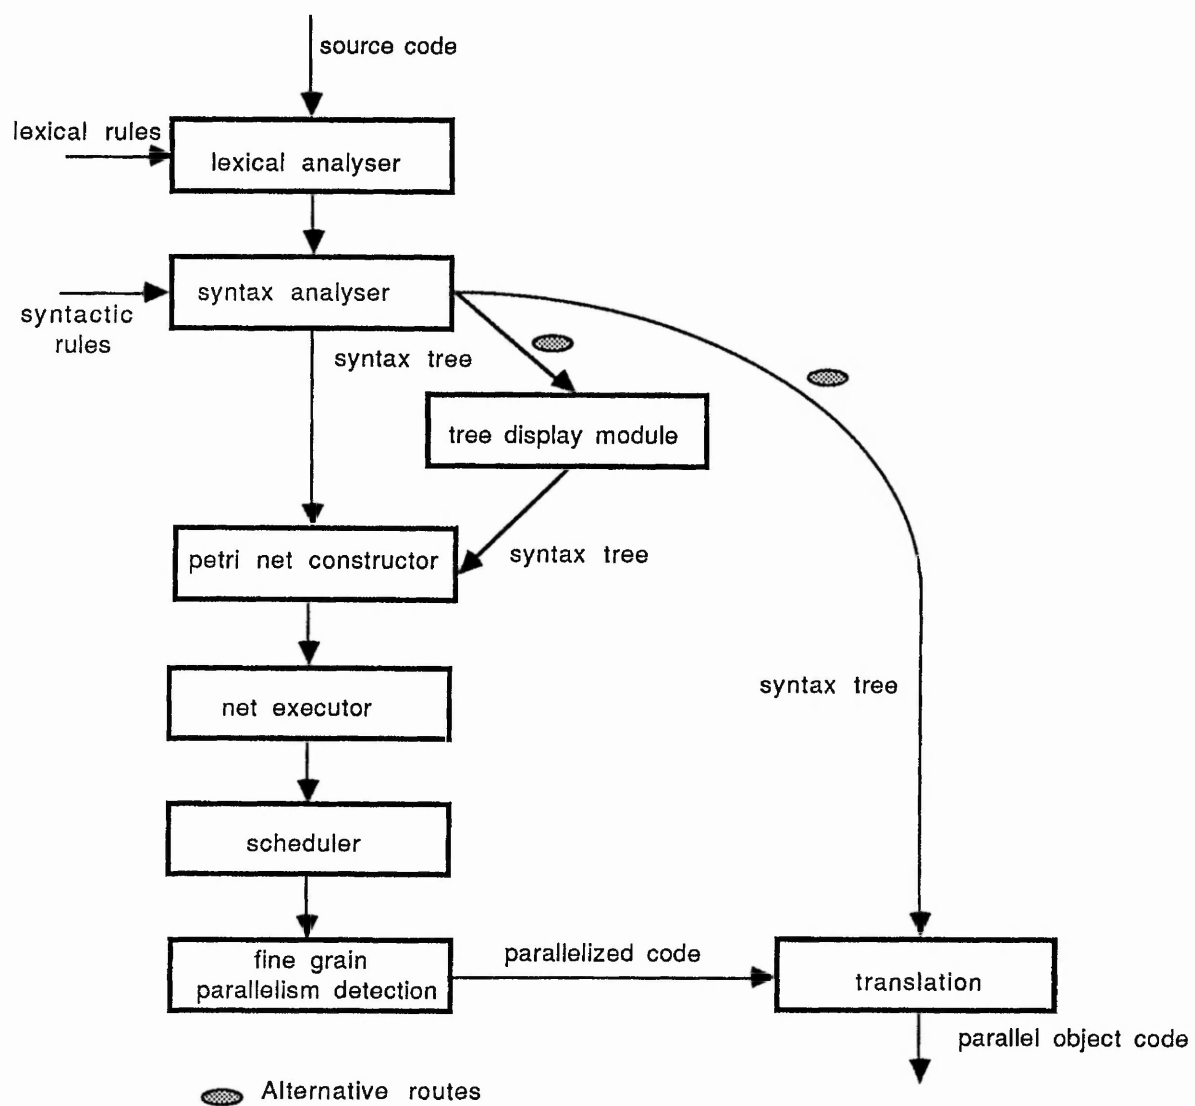 source code
lexical rules
lexical analyser
syntax analyser
syntactic
rules
syntax tree
tree display module
petri net constructor
syntax tree
net executor
syntax tree
scheduler
fine grain
parallelism detection
parallelized code
translation
parallel object code
Alternative routes